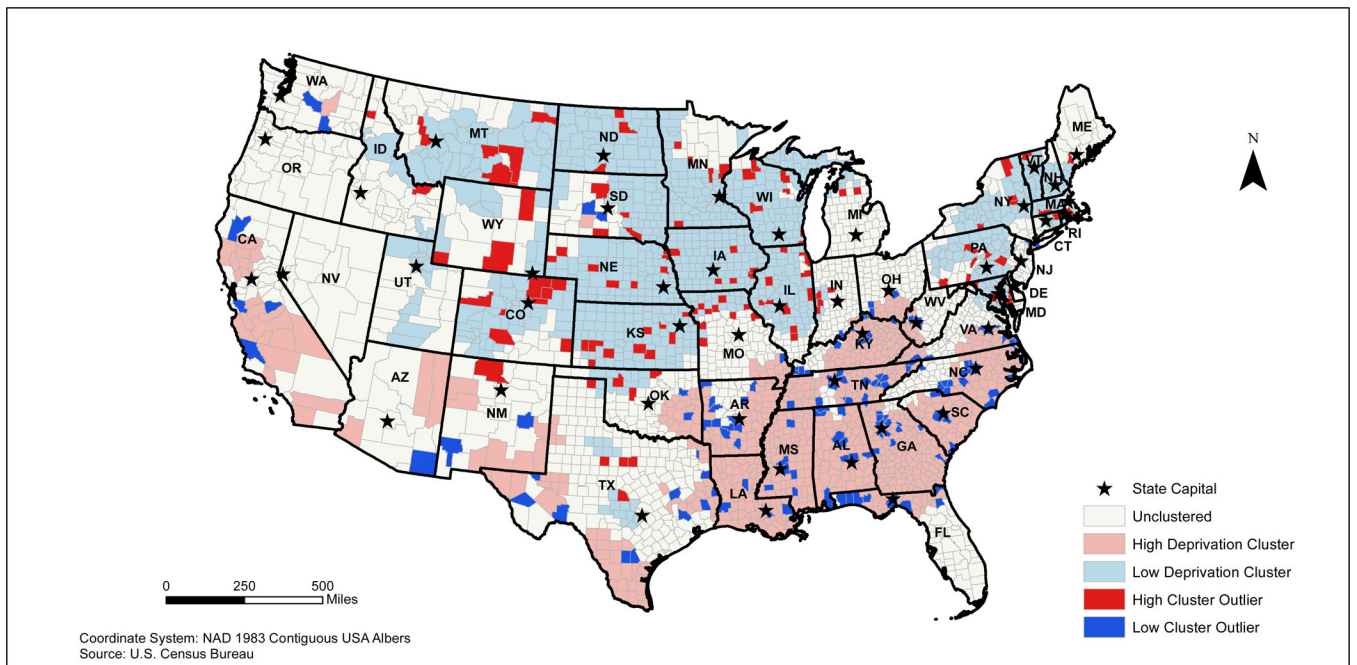 WA
ME
MT
ND
VT
ID
MN
NH
OR
WI
SD
NY
MA
MI
WY
RI
CT
CA
IA
PA
NE
NJ
NV
UT
OH
IL
IN
DE
CO
WV
MD
KS
VA
MO
KY
AZ
NC
TN
OK
NM
AR
SC
MS
AL
GA
TX
LA
FL
N
State Capital
Unclustered
High Deprivation Cluster
Low Deprivation Cluster
High Cluster Outlier
Low Cluster Outlier
0 250 500
Miles
Coordinate System: NAD 1983 Contiguous USA Albers
Source: U.S. Census Bureau